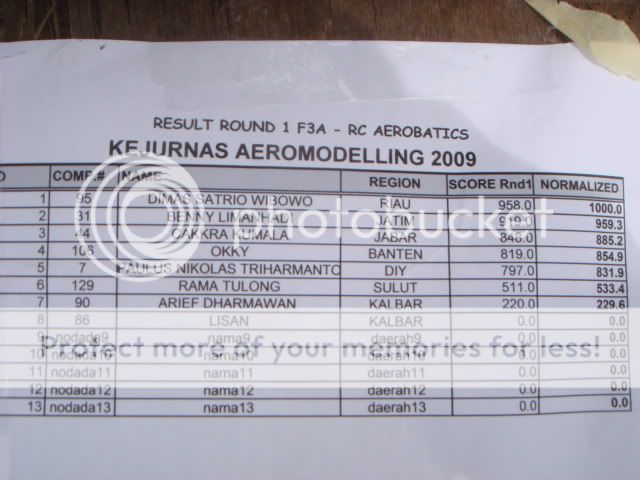 RESULT ROUND 1 F3A - RC AEROBATICS
KEJURNAS AEROMODELLING 2009
COMP.# NAME REGION SCORE Rnd1 NORMALIZED
1 95 DIMAS SATRIO WIBOWO RIAU 958.0 1000.0
2 31 BENNY LIMANHADI JATIM 919.0 959.3
3 44 CAKKRA KUMALA JABAR 848.0 885.2
4 106 OKKY BANTEN 819.0 854.9
5 7 PAULUS NIKOLAS TRIHARMANTO DIY 797.0 831.9
6 129 RAMA TULONG SULUT 511.0 533.4
7 90 ARIEF DHARMAWAN KALBAR 220.0 229.6
8 86 LISAN KALBAR 0.0 0.0
9 nodada9 nama9 daerah9 0.0 0.0
10 nodada10 nama10 daerah10 0.0 0.0
11 nodada11 nama11 daerah11 0.0 0.0
12 nodada12 nama12 daerah12 0.0 0.0
13 nodada13 nama13 daerah13 0.0 0.0
photobucket
Protect more of your memories for less!